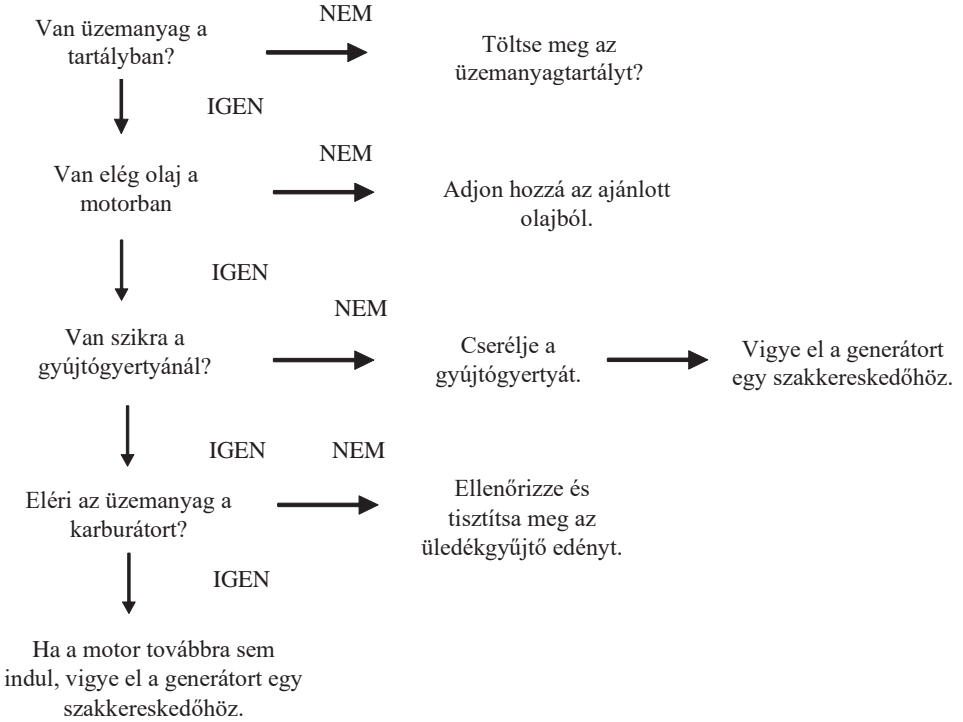 NEM
Van üzemanyag a
tartályban?
Töltse meg az
üzemanyagtartályt?
IGEN
NEM
Van elég olaj a
motorban
Adjon hozzá az ajánlott
olajból.
IGEN
NEM
Van szikra a
gyújtógyertyánál?
Cserélje a
gyújtógyertyát.
Vigye el a generátort
egy szakkereskedőhöz.
IGEN
NEM
Eléri az üzemanyag a
karburátort?
Ellenőrizze és
tisztítsa meg az
üledékgyűjtő edényt.
IGEN
Ha a motor továbbra sem
indul, vigye el a generátort egy
szakkereskedőhöz.